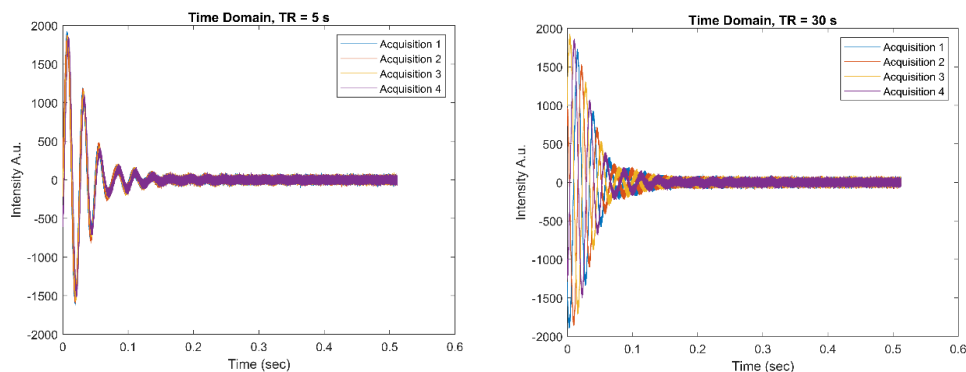 Time Domain, TR = 5 s
2000
1500
1000
500
0
-500
-1000
-1500
-2000
Intensity A.u.
0
0.1
0.2
0.3
0.4
0.5
0.6
Time (sec)
Acquisition 1
Acquisition 2
Acquisition 3
Acquisition 4
Time Domain, TR = 30 s
2000
1500
1000
500
0
-500
-1000
-1500
-2000
Intensity A.u.
0
0.1
0.2
0.3
0.4
0.5
0.6
Time (sec)
Acquisition 1
Acquisition 2
Acquisition 3
Acquisition 4